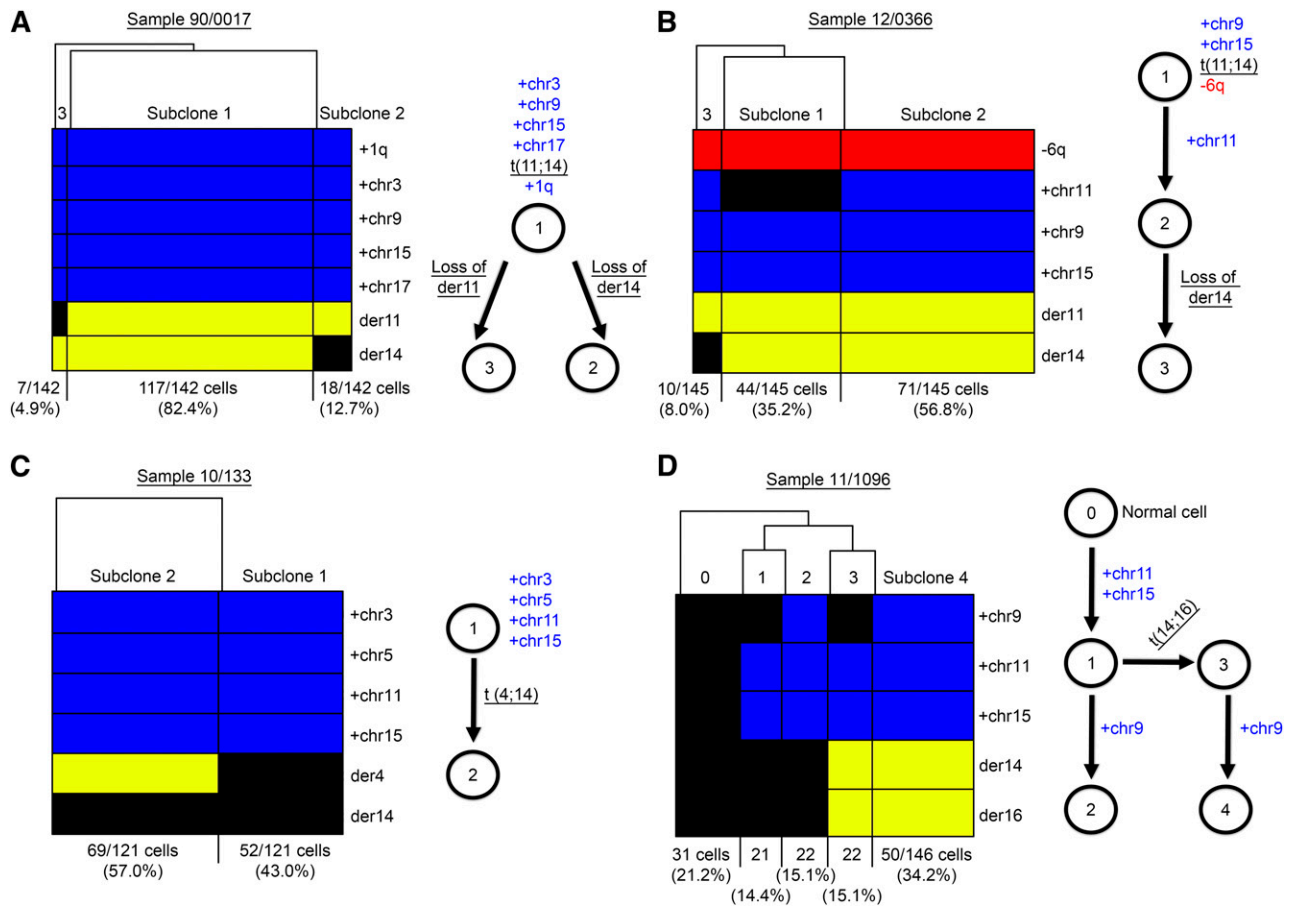 A
Sample 90/0017
3
Subclone 1
Subclone 2
+1q
+chr3
+chr9
+chr15
+chr17
der11
der14
7/142
(4.9%)
117/142 cells
(82.4%)
18/142 cells
(12.7%)
+chr3
+chr9
+chr15
+chr17
t(11;14)
+1q
1
Loss of
der11
Loss of
der14
3
2
B
Sample 12/0366
3
Subclone 1
Subclone 2
-6q
+chr11
+chr9
+chr15
der11
der14
10/145
(8.0%)
44/145 cells
(35.2%)
71/145 cells
(56.8%)
+chr9
+chr15
t(11;14)
-6q
1
+chr11
2
Loss of
der14
3
C
Sample 10/133
Subclone 2
Subclone 1
+chr3
+chr5
+chr11
+chr15
der4
der14
69/121 cells
(57.0%)
52/121 cells
(43.0%)
+chr3
+chr5
+chr11
+chr15
1
t (4;14)
2
D
Sample 11/1096
0
1
2
3
Subclone 4
+chr9
+chr11
+chr15
der14
der16
31 cells
(21.2%)
21
(14.4%)
22
(15.1%)
22
(15.1%)
50/146 cells
(34.2%)
0
Normal cell
+chr11
+chr15
1
t(14;16)
3
+chr9
+chr9
2
4